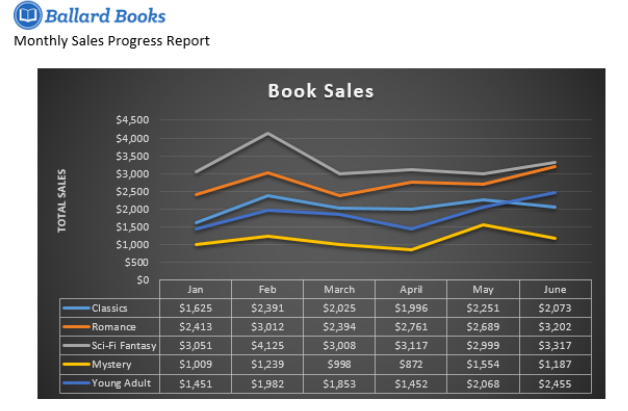 Ballard Books
Monthly Sales Progress Report
Book Sales
TOTAL SALES
$4,500
$4,000
$3,500
$3,000
$2,500
$2,000
$1,500
$1,000
$500
$0
Jan Feb March April May June
Classics $1,625 $2,391 $2,025 $1,996 $2,251 $2,073
Romance $2,413 $3,012 $2,394 $2,761 $2,689 $3,202
Sci-Fi Fantasy $3,051 $4,125 $3,008 $3,117 $2,999 $3,317
Mystery $1,009 $1,239 $998 $872 $1,554 $1,187
Young Adult $1,451 $1,982 $1,853 $1,452 $2,068 $2,455